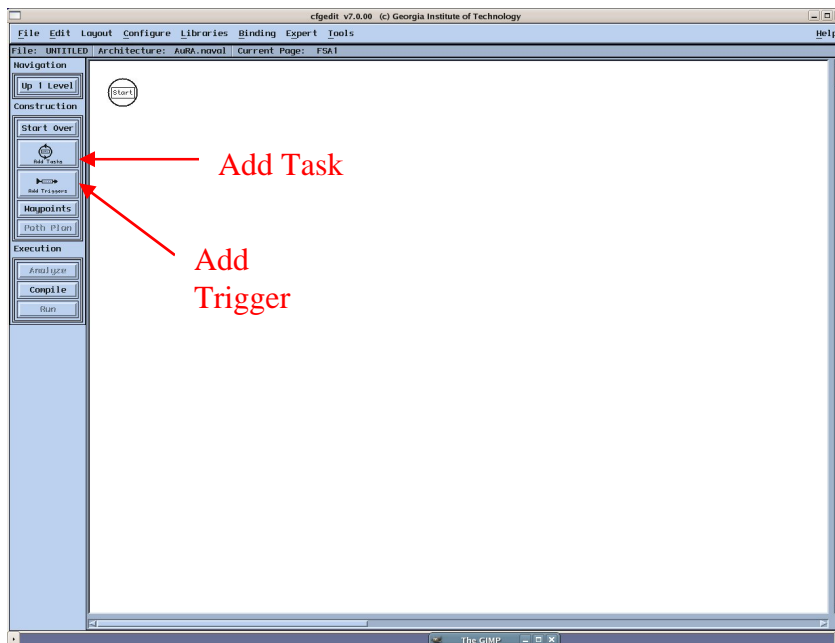 cfgedit v7.0.00 (c) Georgia Institute of Technology
File Edit Layout Configure Libraries Binding Expert Tools Help
File: UNTITLED Architecture: AuRA.naval Current Page: FSA1
Navigation
Up 1 Level
Start
Construction
Start Over
Add Tasks
Add Task
Add Triggers
Waypoints
Path Plan
Add
Trigger
Execution
Analyze
Compile
Run
The GIMP